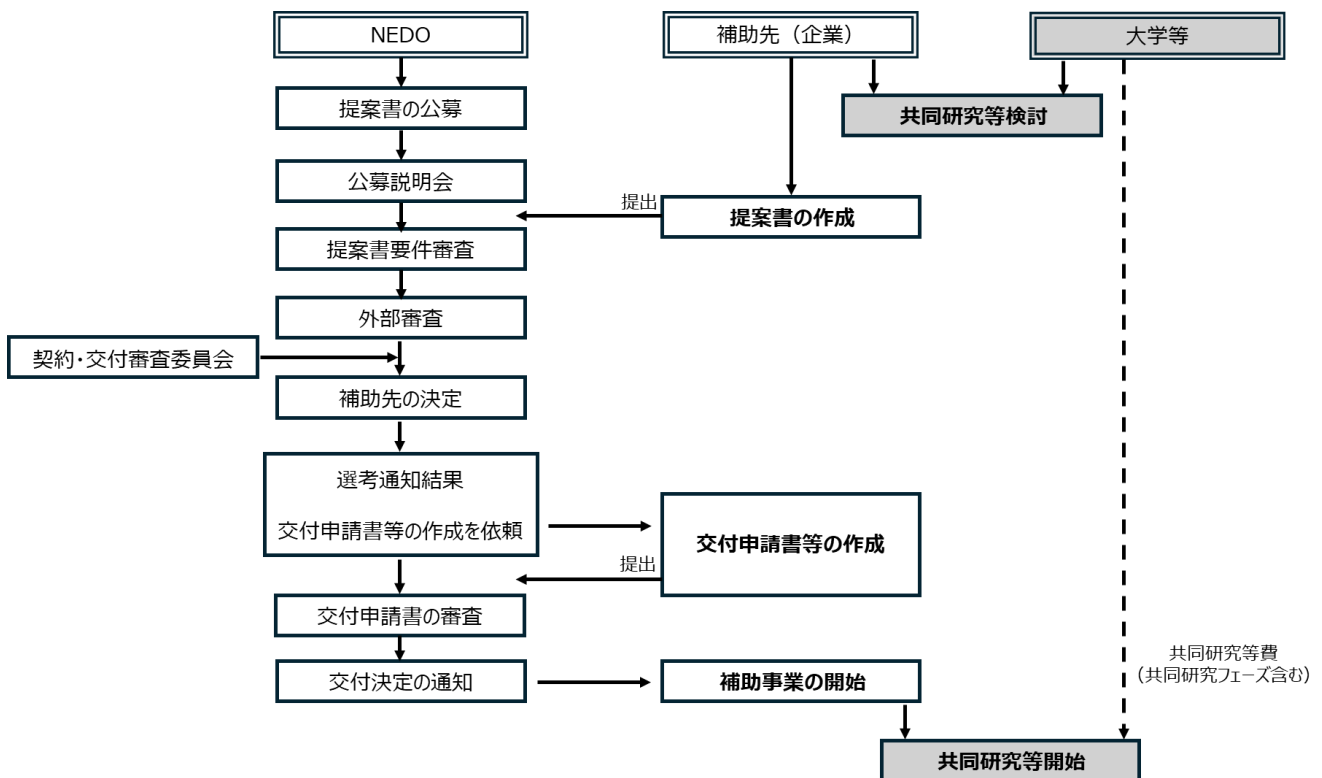 NEDO
補助先（企業）
大学等
提案書の公募
共同研究等検討
公募説明会
提出
提案書の作成
提案書要件審査
外部審査
契約・交付審査委員会
補助先の決定
選考通知結果
交付申請書等の作成を依頼
交付申請書等の作成
提出
交付申請書の審査
共同研究等費
（共同研究フェーズ含む）
交付決定の通知
補助事業の開始
共同研究等開始